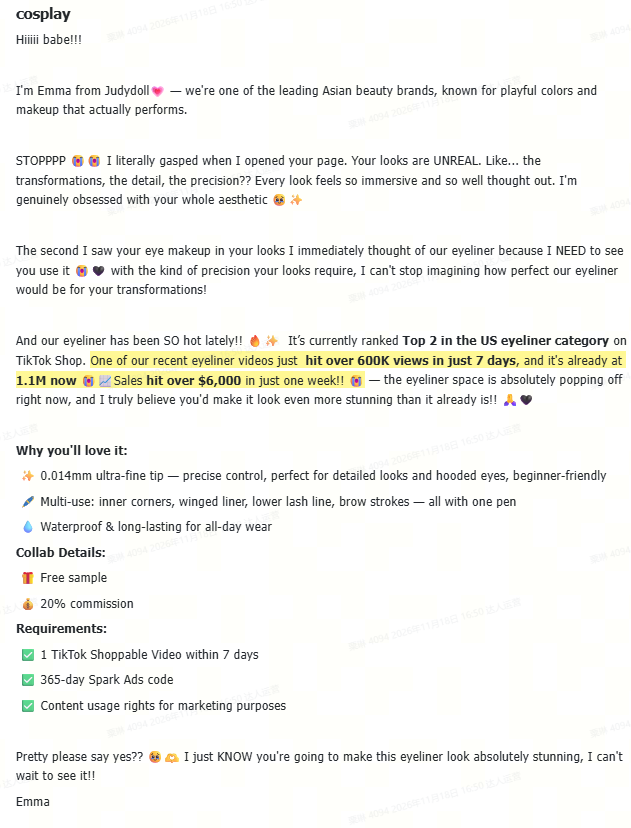 cosplay
Hiiiii babe!!!
I'm Emma from Judydoll💗 — we're one of the leading Asian beauty brands, known for playful colors and
makeup that actually performs.
STOPPPP 😭 😭 I literally gasped when I opened your page. Your looks are UNREAL. Like... the
transformations, the detail, the precision?? Every look feels so immersive and so well thought out. I'm
genuinely obsessed with your whole aesthetic 🥹 ✨
The second I saw your eye makeup in your looks I immediately thought of our eyeliner because I NEED to see
you use it 😭 🖤 with the kind of precision your looks require, I can't stop imagining how perfect our eyeliner
would be for your transformations!
And our eyeliner has been SO hot lately!! 🔥 ✨ It's currently ranked Top 2 in the US eyeliner category on
TikTok Shop. One of our recent eyeliner videos just hit over 600K views in just 7 days, and it's already at
1.1M now 😭 📈 Sales hit over $6,000 in just one week!! 😭 — the eyeliner space is absolutely popping off
right now, and I truly believe you'd make it look even more stunning than it already is!! 🙏 🖤
Why you'll love it:
✨ 0.014mm ultra-fine tip — precise control, perfect for detailed looks and hooded eyes, beginner-friendly
🖋️ Multi-use: inner corners, winged liner, lower lash line, brow strokes — all with one pen
💧 Waterproof & long-lasting for all-day wear
Collab Details:
🎁 Free sample
💰 20% commission
Requirements:
✅ 1 TikTok Shoppable Video within 7 days
✅ 365-day Spark Ads code
✅ Content usage rights for marketing purposes
Pretty please say yes?? 🥹 🫶 I just KNOW you're going to make this eyeliner look absolutely stunning, I can't
wait to see it!!
Emma